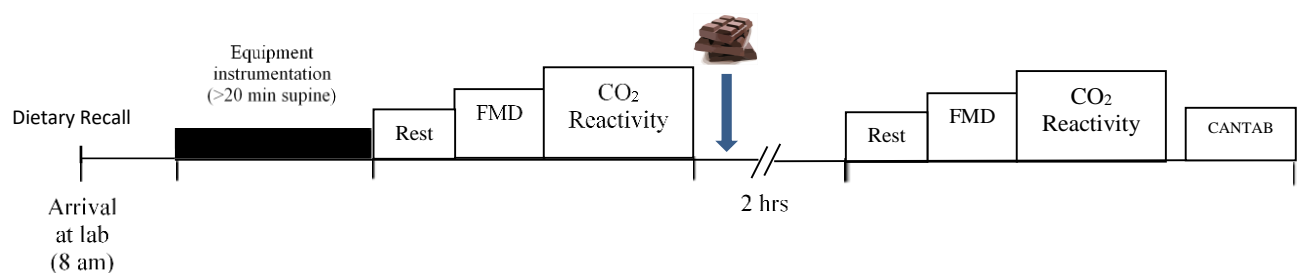 Dietary Recall
Arrival
at lab
(8 am)
Equipment
instrumentation
(>20 min supine)
Rest
FMD
CO₂
Reactivity
2 hrs
Rest
FMD
CO₂
Reactivity
CANTAB